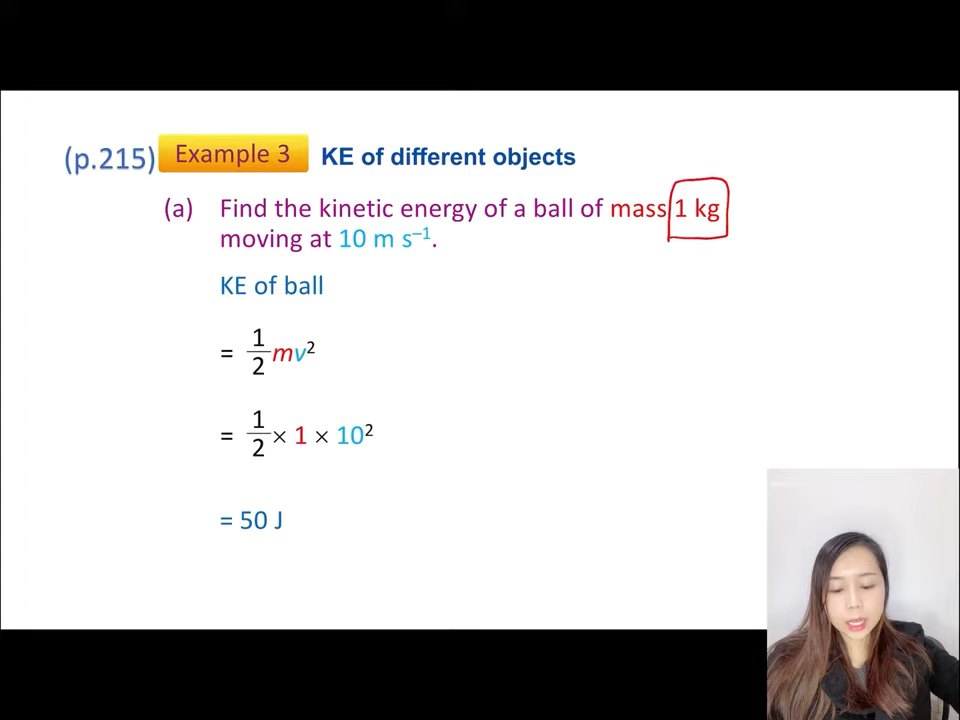 (p.215) Example 3 KE of different objects
(a) Find the kinetic energy of a ball of mass 1 kg
moving at 10 m s⁻¹.
KE of ball
= 1/2 mv²
= 1/2 × 1 × 10²
= 50 J